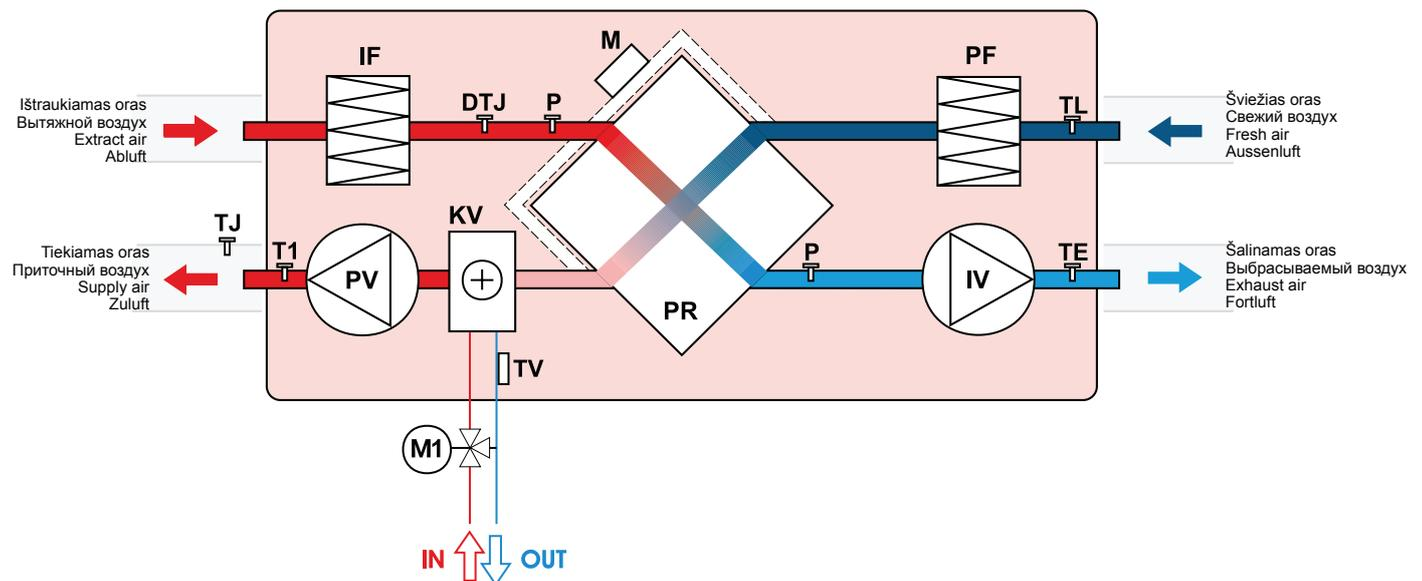 M
IF
PF
DTJ
P
TL
Ištraukiamas oras
Вытяжной воздух
Extract air
Abluft
Šviežias oras
Свежий воздух
Fresh air
Aussenluft
TJ
KV
T1
PV
Tiekiamas oras
Приточный воздух
Supply air
Zuluft
PR
P
IV
TE
Šalinamas oras
Выбрасываемый воздух
Exhaust air
Fortluft
TV
M1
IN
OUT